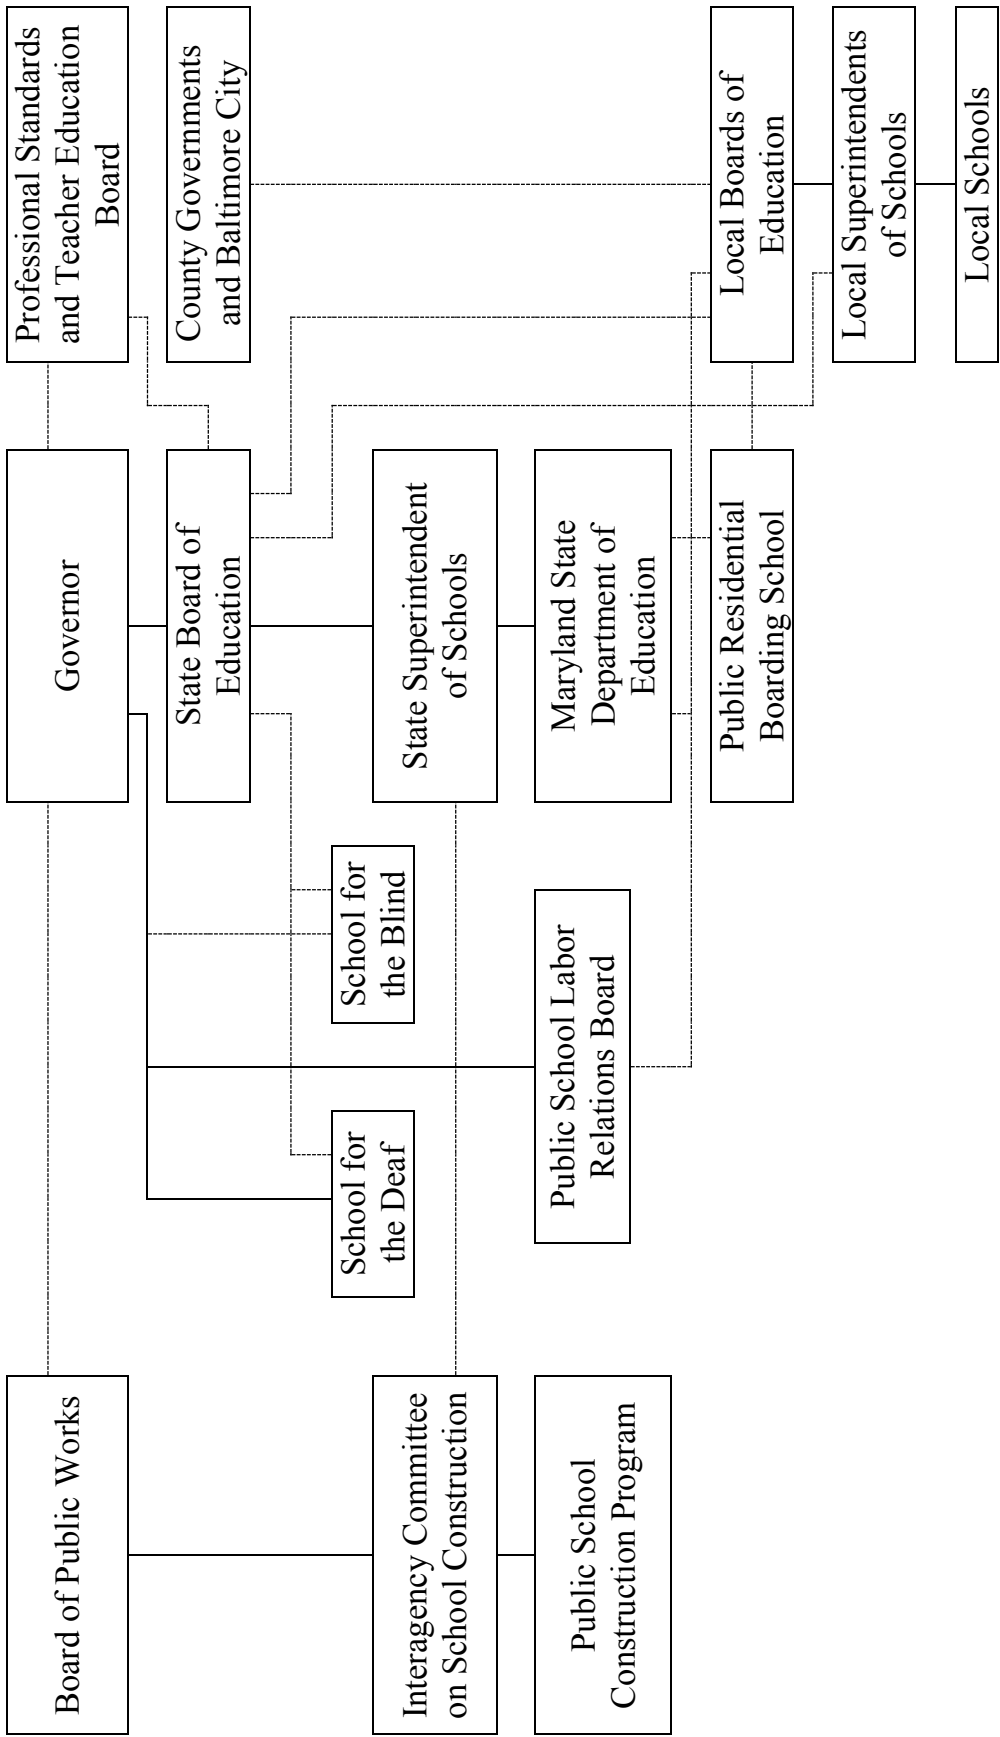 Board of Public Works
Governor
Professional Standards
and Teacher Education
Board
State Board of
Education
County Governments
and Baltimore City
School for
the Deaf
School for
the Blind
Interagency Committee
on School Construction
State Superintendent
of Schools
Public School
Construction Program
Public School Labor
Relations Board
Maryland State
Department of
Education
Public Residential
Boarding School
Local Boards of
Education
Local Superintendents
of Schools
Local Schools